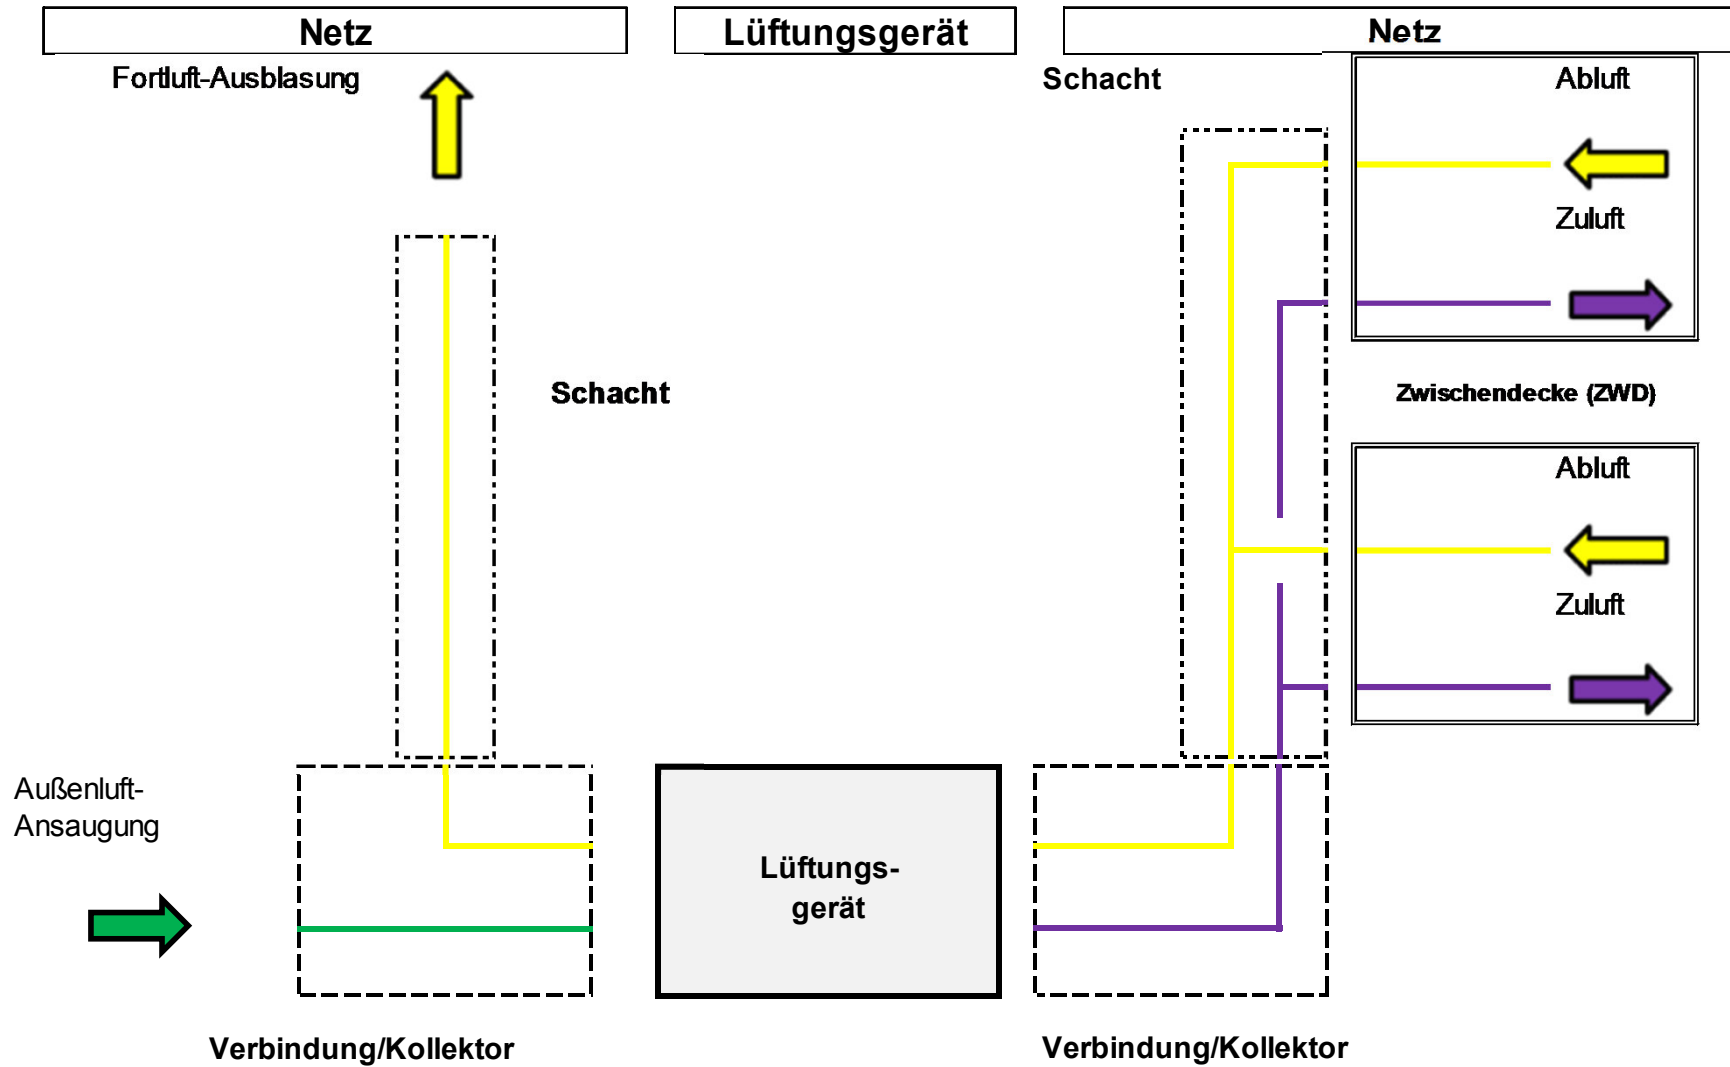 Netz
Lüftungsgerät
Netz
Fortluft-Ausblasung
Schacht
Abluft
Zuluft
Schacht
Zwischendecke (ZWD)
Abluft
Zuluft
Außenluft-
Ansaugung
Lüftungs-
gerät
Verbindung/Kollektor
Verbindung/Kollektor